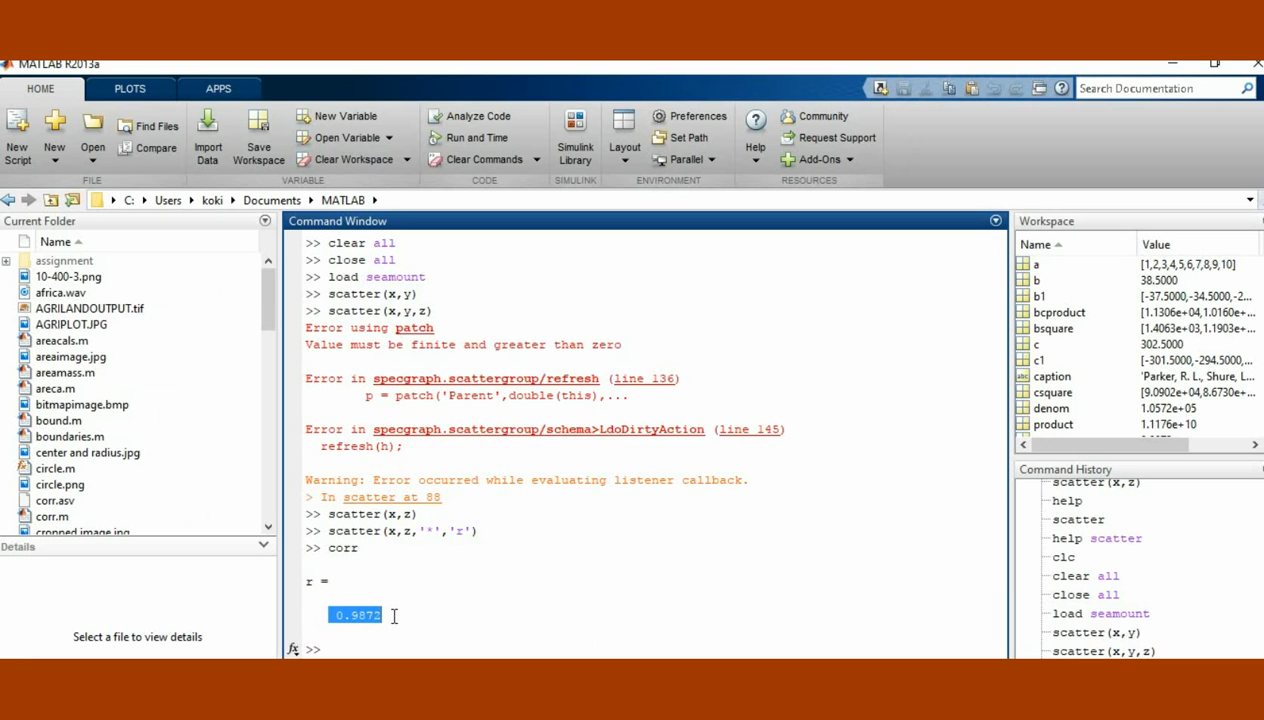 MATLAB R2013a
HOME
PLOTS
APPS
Search Documentation
New Script
New
Open
Find Files
Compare
FILE
Import Data
Save Workspace
New Variable
Open Variable
Clear Workspace
VARIABLE
Analyze Code
Run and Time
Clear Commands
CODE
Simulink Library
SIMULINK
Layout
Preferences
Set Path
Parallel
ENVIRONMENT
Help
Community
Request Support
Add-Ons
RESOURCES
C: Users koki Documents MATLAB
Current Folder
Name
assignment
10-400-3.png
africa.wav
AGRILANDOUTPUT.tif
AGRIPLOT.JPG
areacals.m
areaimage.jpg
areamass.m
areca.m
bitmapimage.bmp
bound.m
boundaries.m
center and radius.jpg
circle.m
circle.png
corr.asv
corr.m
cropped image.jpg
Details
Select a file to view details
Command Window
>> clear all
>> close all
>> load seamount
>> scatter(x,y)
>> scatter(x,y,z)
Error using patch
Value must be finite and greater than zero
Error in specgraph.scattergroup/refresh (line 136)
p = patch('Parent',double(this),...
Error in specgraph.scattergroup/schema>LdoDirtyAction (line 145)
refresh(h);
Warning: Error occurred while evaluating listener callback.
> In scatter at 88
>> scatter(x,z)
>> scatter(x,z,'*','r')
>> corr
r =
0.9872
fx >>
Workspace
Name Value
a [1,2,3,4,5,6,7,8,9,10]
b 38.5000
b1 [-37.5000,-34.5000,-2...
bcproduct [1.1306e+04,1.0160e+...
bsquare [1.4063e+03,1.1903e+...
c 302.5000
c1 [-301.5000,-294.5000,...
caption 'Parker, R. L., Shure, L...
csquare [9.0902e+04,8.6730e+...
denom 1.0572e+05
product 1.1176e+10
Command History
scatter(x,z)
help
scatter
help scatter
clc
clear all
close all
load seamount
scatter(x,y)
scatter(x,y,z)